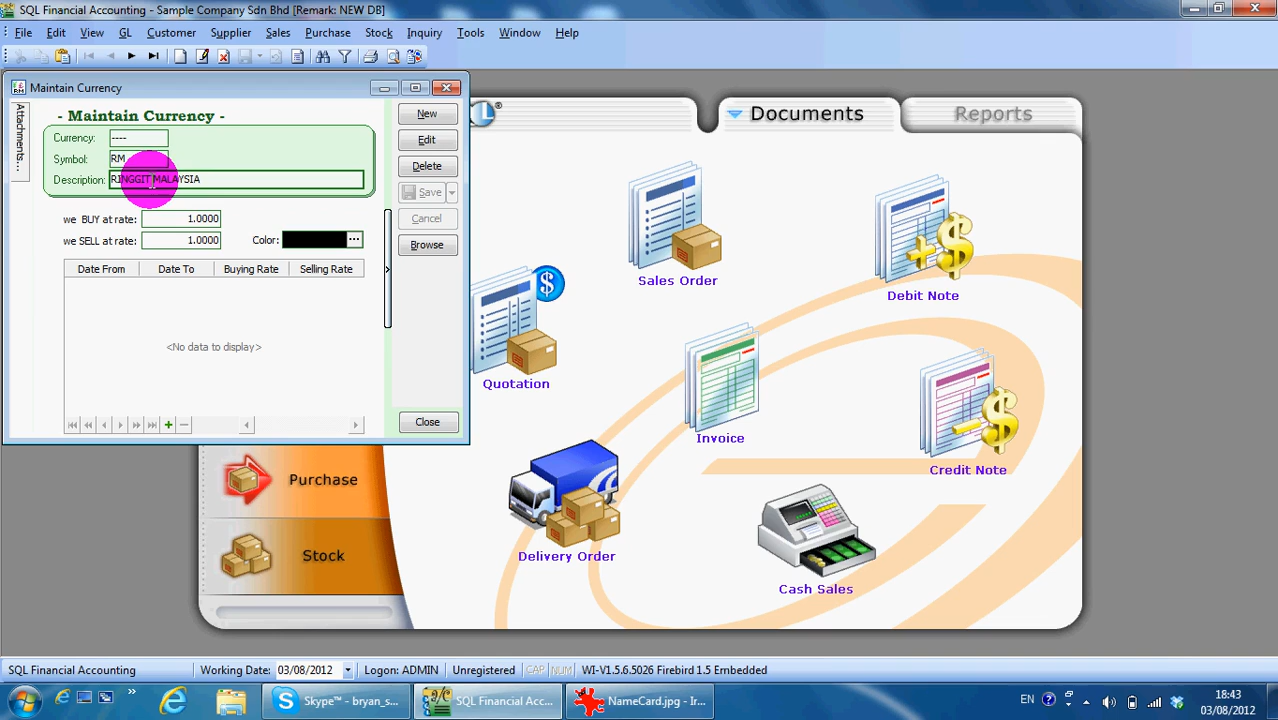 SQL Financial Accounting - Sample Company Sdn Bhd [Remark: NEW DB]
File Edit View GL Customer Supplier Sales Purchase Stock Inquiry Tools Window Help
Maintain Currency
Attachments...
- Maintain Currency -
Currency: ----
Symbol: RM
Description: RINGGIT MALAYSIA
we BUY at rate: 1.0000
we SELL at rate: 1.0000 Color:
Date From Date To Buying Rate Selling Rate
<No data to display>
New
Edit
Delete
Save
Cancel
Browse
Close
L®
Documents
Reports
Sales Order
Debit Note
Quotation
Invoice
Credit Note
Delivery Order
Cash Sales
Purchase
Stock
SQL Financial Accounting Working Date: 03/08/2012 Logon: ADMIN Unregistered CAP NUM WI-V1.5.6.5026 Firebird 1.5 Embedded
Skype™ - bryan_s... SQL Financial Acc... NameCard.jpg - Ir... EN 18:43
03/08/2012